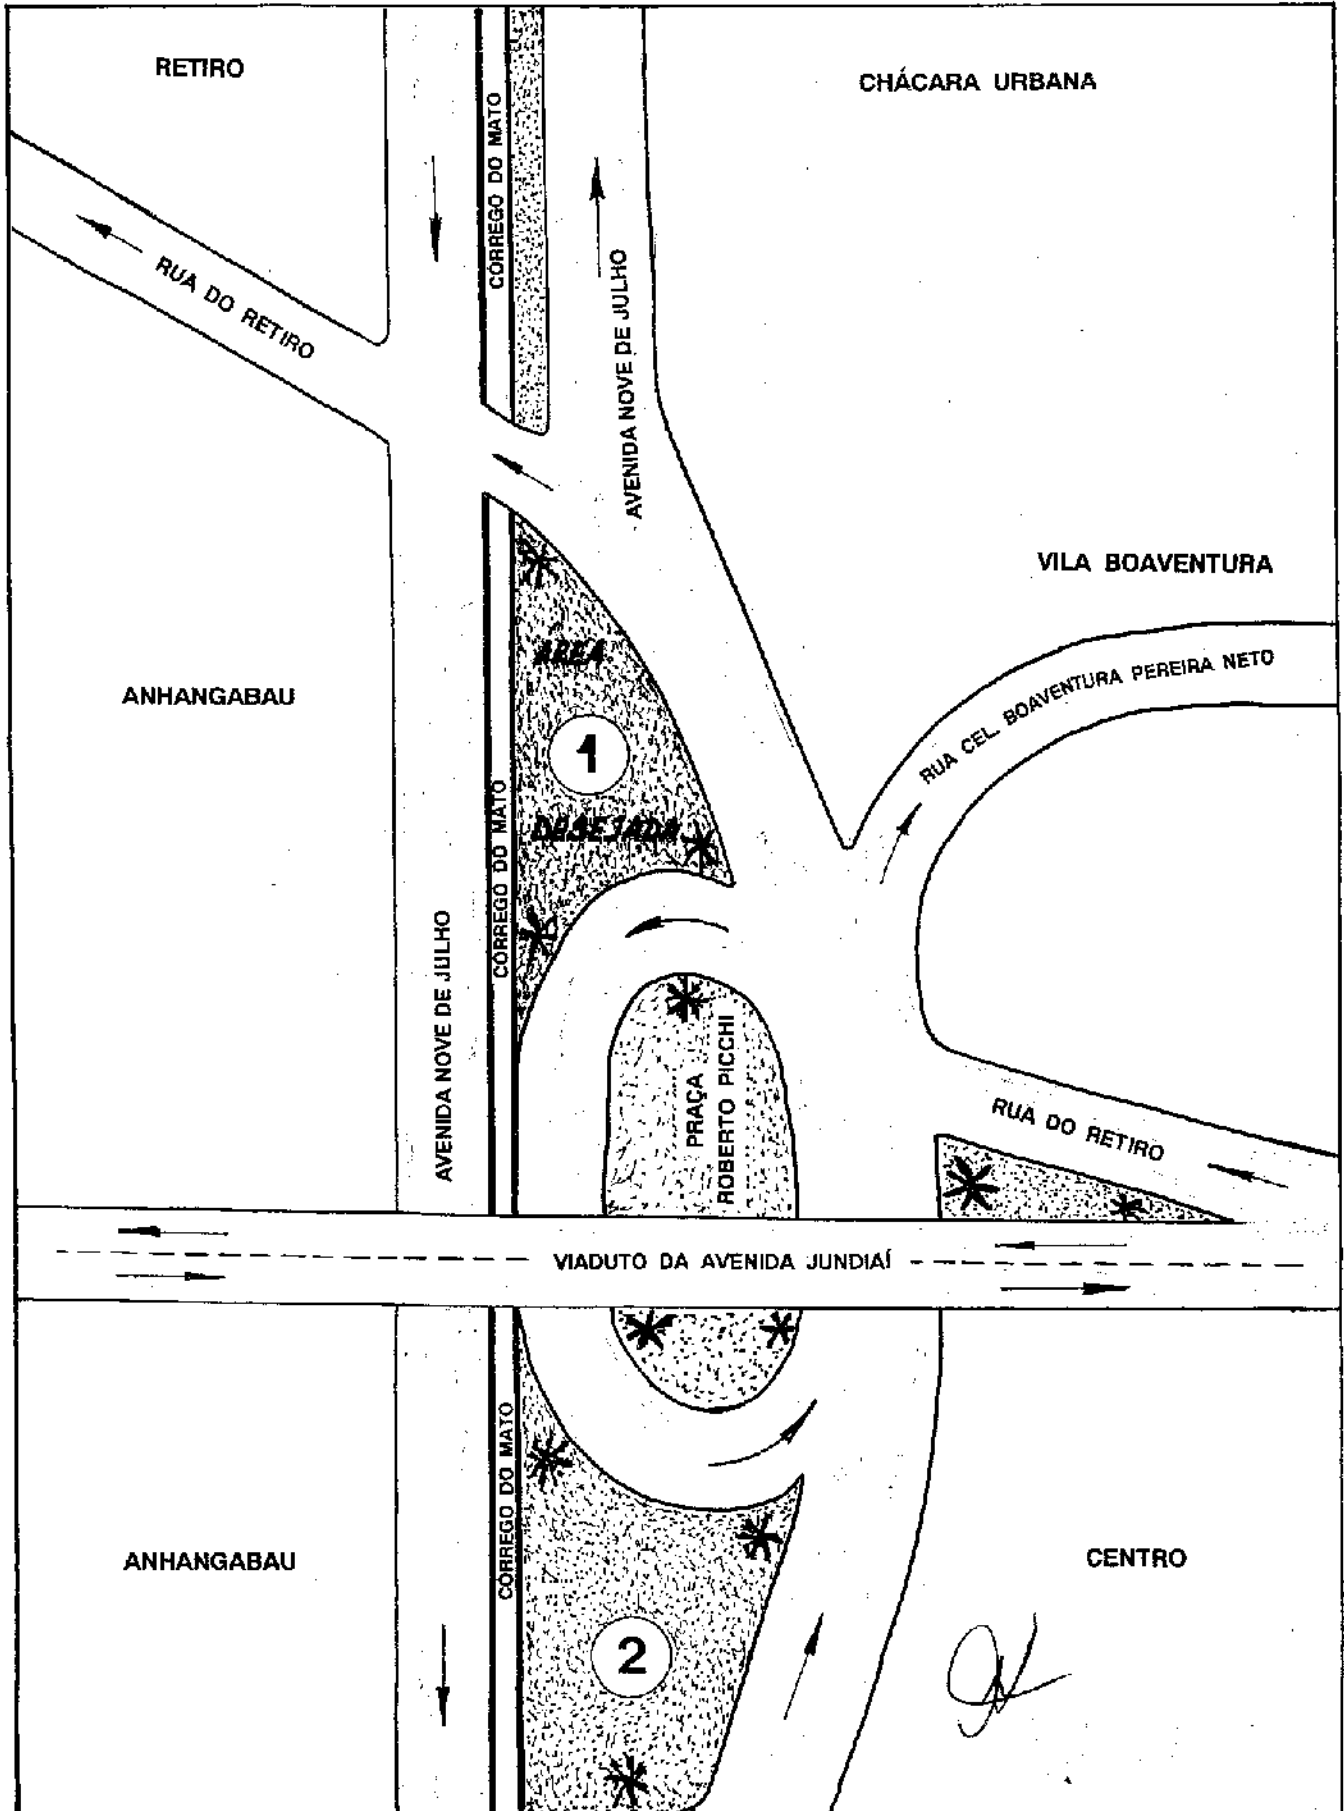 RETIRO
CHÁCARA URBANA
CÓRREGO DO MATO
RUA DO RETIRO
AVENIDA NOVE DE JULHO
VILA BOAVENTURA
ÁREA
RUA CEL. BOAVENTURA PEREIRA NETO
ANHANGABAU
1
DESEJADA
CÓRREGO DO MATO
AVENIDA NOVE DE JULHO
PRAÇA
ROBERTO PICCHI
RUA DO RETIRO
VIADUTO DA AVENIDA JUNDIAÍ
CÓRREGO DO MATO
ANHANGABAU
CENTRO
2